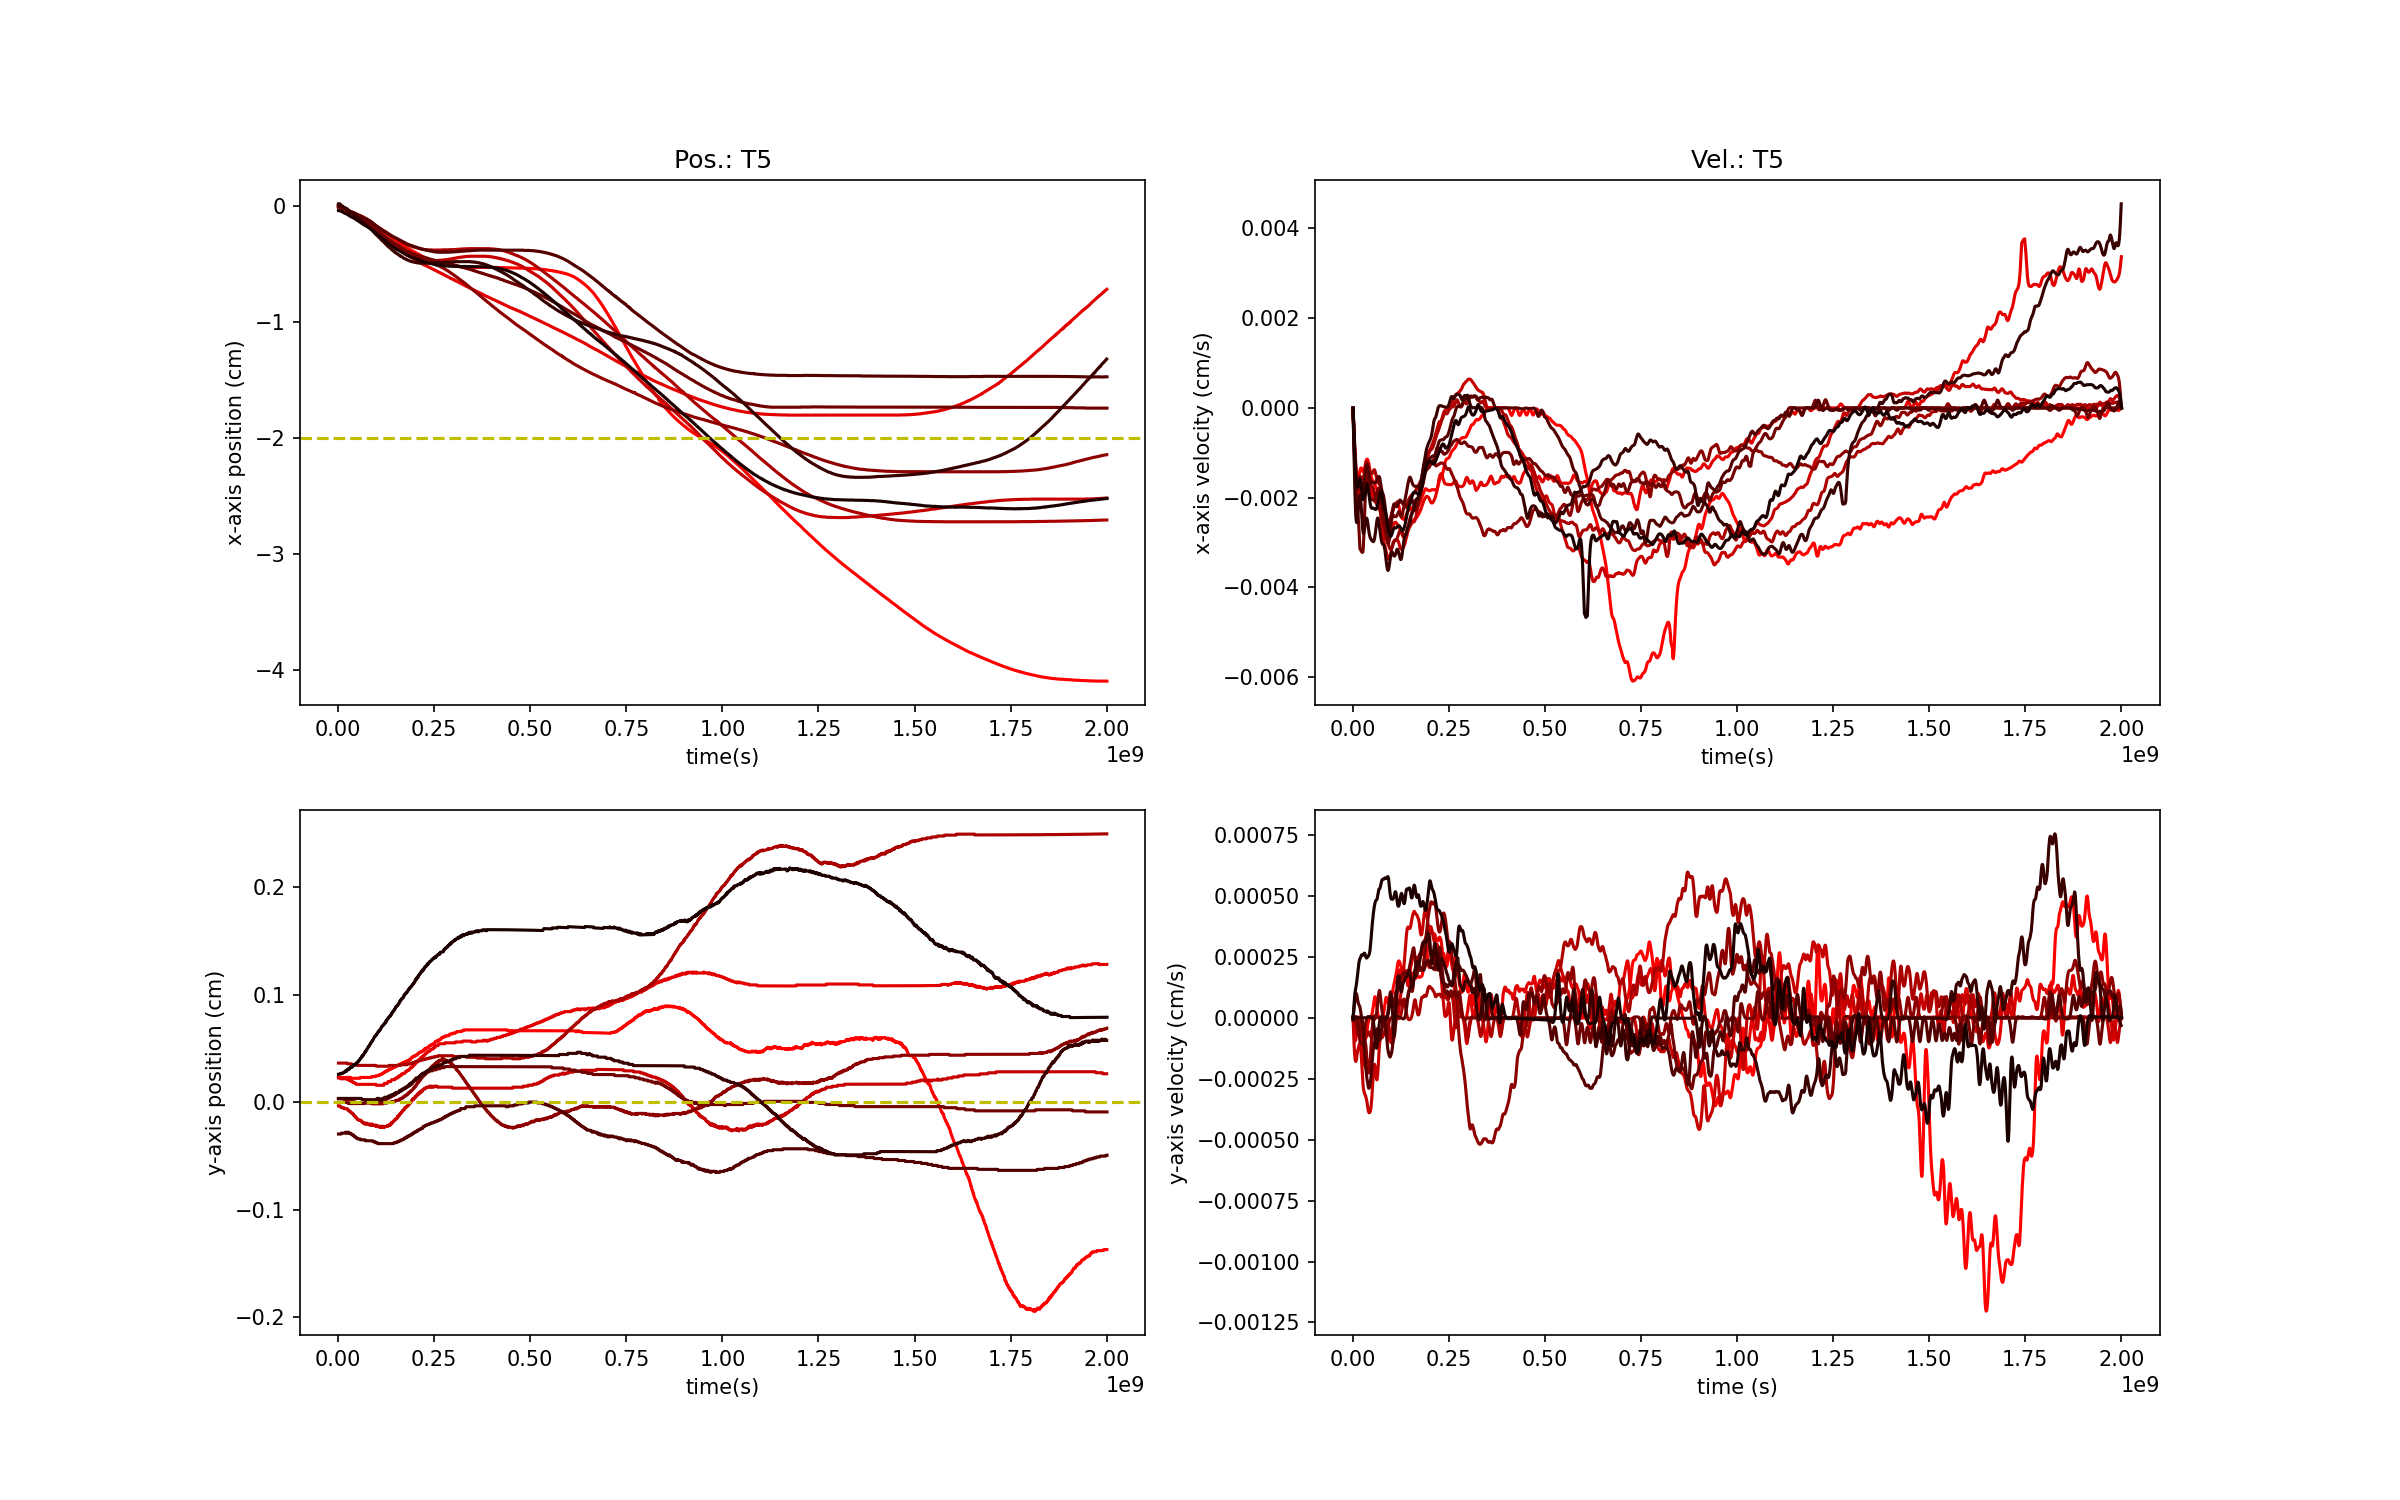 Pos.: T5
Vel.: T5
x-axis position (cm)
0
−1
−2
−3
−4
0.00 0.25 0.50 0.75 1.00 1.25 1.50 1.75 2.00
time(s)
1e9
x-axis velocity (cm/s)
0.004
0.002
0.000
−0.002
−0.004
−0.006
0.00 0.25 0.50 0.75 1.00 1.25 1.50 1.75 2.00
time(s)
1e9
y-axis position (cm)
0.2
0.1
0.0
−0.1
−0.2
0.00 0.25 0.50 0.75 1.00 1.25 1.50 1.75 2.00
time(s)
1e9
y-axis velocity (cm/s)
0.00075
0.00050
0.00025
0.00000
−0.00025
−0.00050
−0.00075
−0.00100
−0.00125
0.00 0.25 0.50 0.75 1.00 1.25 1.50 1.75 2.00
time (s)
1e9